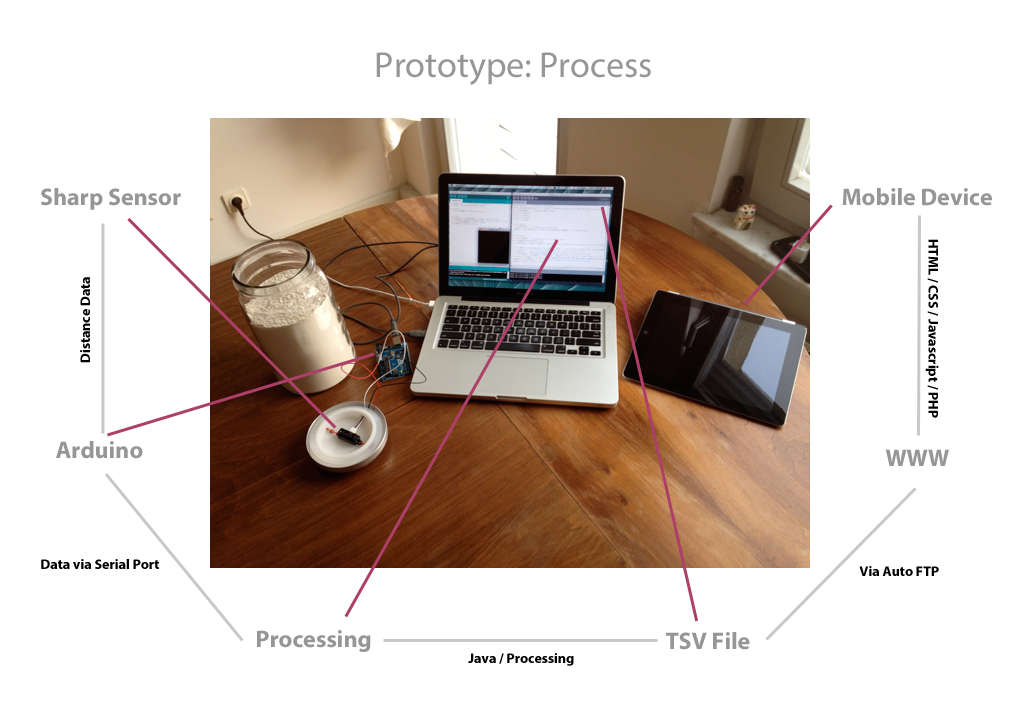 Prototype: Process
Sharp Sensor
Mobile Device
Distance Data
HTML / CSS / Javascript / PHP
Arduino
WWW
Data via Serial Port
Via Auto FTP
Processing
TSV File
Java / Processing